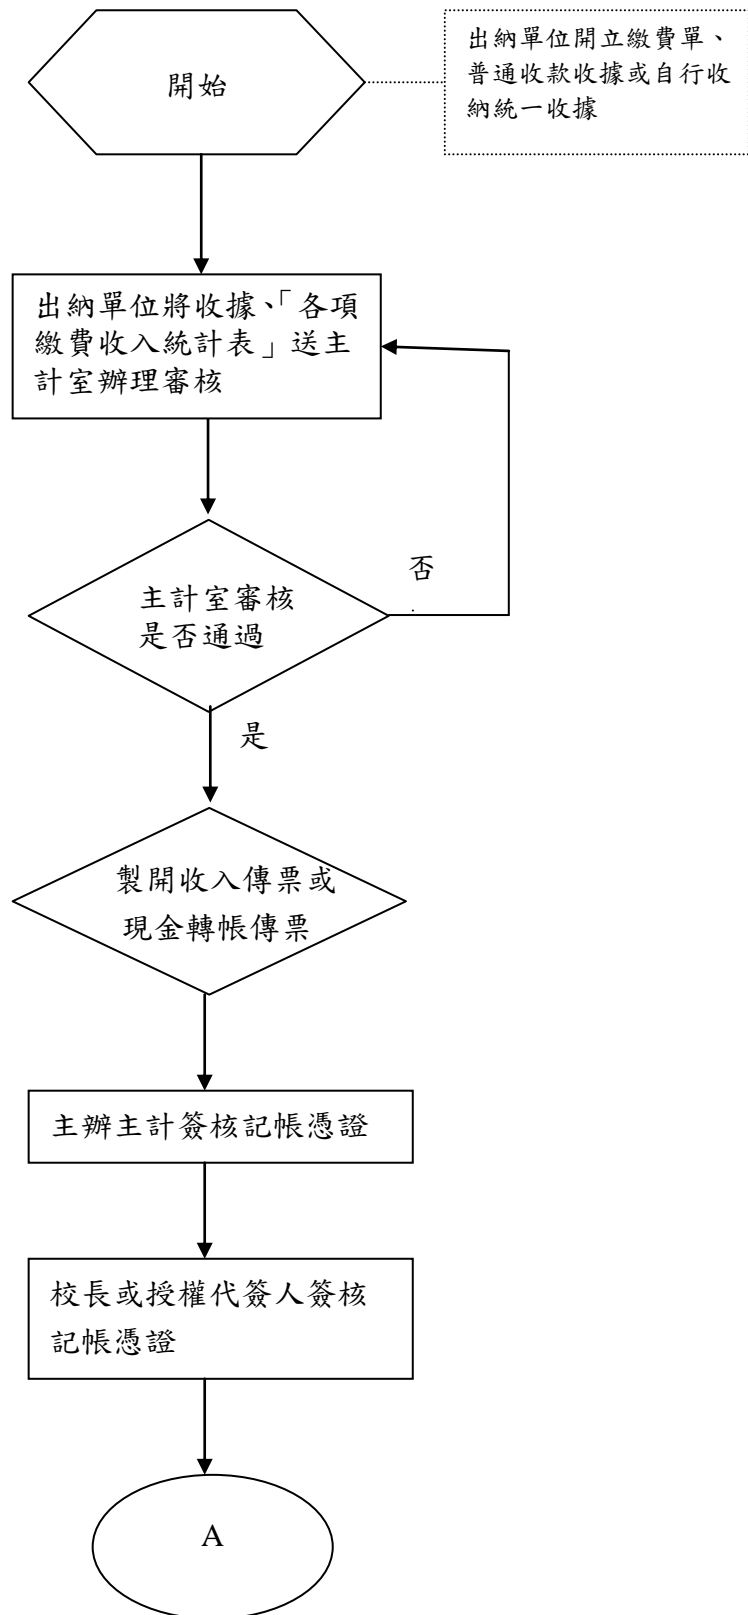 開始
出納單位開立繳費單、
普通收款收據或自行收
納統一收據
出納單位將收據、「各項
繳費收入統計表」送主
計室辦理審核
主計室審核
是否通過
否
是
製開收入傳票或
現金轉帳傳票
主辦主計簽核記帳憑證
校長或授權代簽人簽核
記帳憑證
A